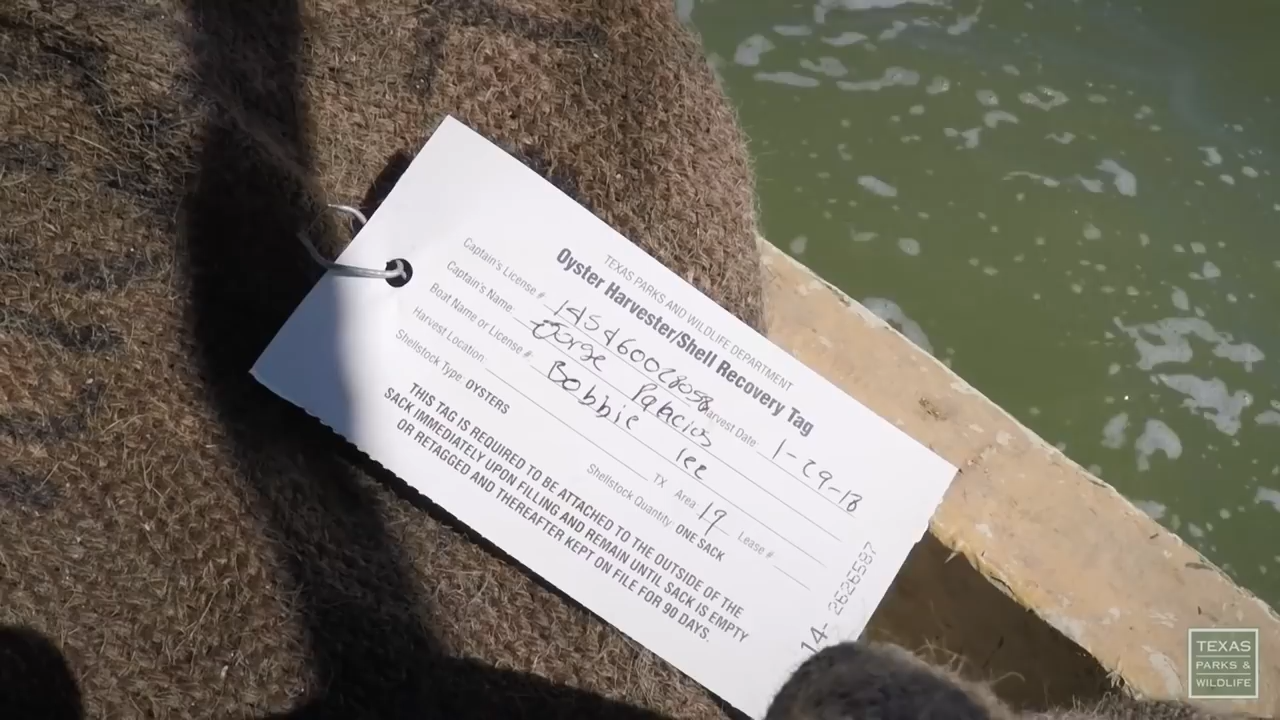 TEXAS PARKS AND WILDLIFE DEPARTMENT
Oyster Harvester/Shell Recovery Tag
Captain's License # Harvest Date: 1-29-18
Captain's Name: Jorge Palacios
Boat Name or License #: Bobbie lee
Harvest Location: TX Area: 19 Lease #
Shellstock Type: OYSTERS Shellstock Quantity: ONE SACK
THIS TAG IS REQUIRED TO BE ATTACHED TO THE OUTSIDE OF THE
SACK IMMEDIATELY UPON FILLING AND REMAIN UNTIL SACK IS EMPTY
OR RETAGGED AND THEREAFTER KEPT ON FILE FOR 90 DAYS.
14- 2626587
TEXAS
PARKS &
WILDLIFE